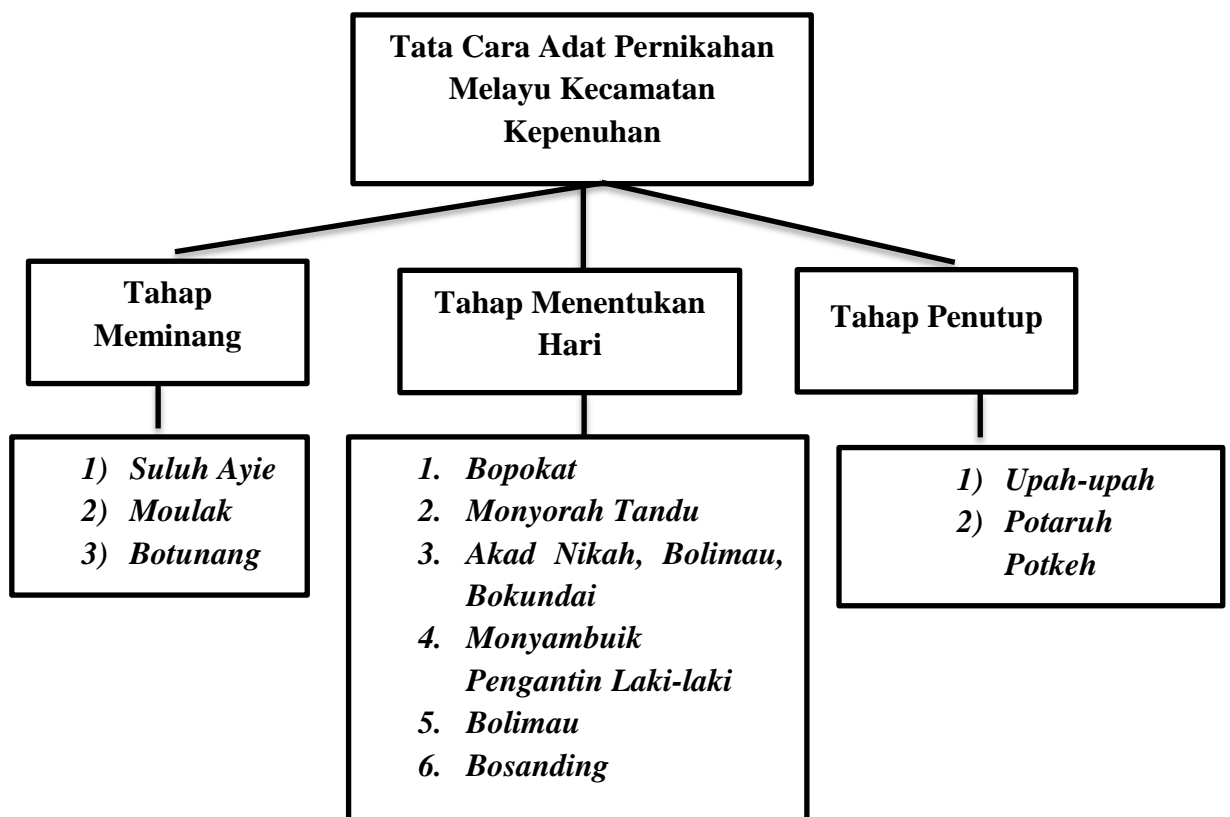 Tata Cara Adat Pernikahan
Melayu Kecamatan
Kepenuhan
Tahap
Meminang
1) Suluh Ayie
2) Moulak
3) Botunang
Tahap Menentukan
Hari
1. Bopokat
2. Monyorah Tandu
3. Akad Nikah, Bolimau,
Bokundai
4. Monyambuik
Pengantin Laki-laki
5. Bolimau
6. Bosanding
Tahap Penutup
1) Upah-upah
2) Potaruh
Potkeh